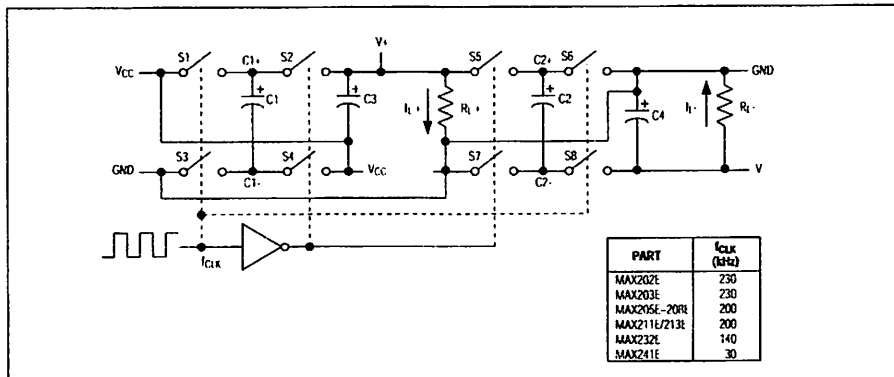 S1 C1+ S2 V+ S5 C2+ S6
VCC GND
C1 C3 IL+ RL+ C2 C4 IL- RL-
S3 S4 S7 S8
GND C1- VCC C2- V
fCLK
PART fCLK (kHz)
MAX202E 230
MAX203E 230
MAX205E–208E 200
MAX211E/213E 200
MAX232E 140
MAX241E 30